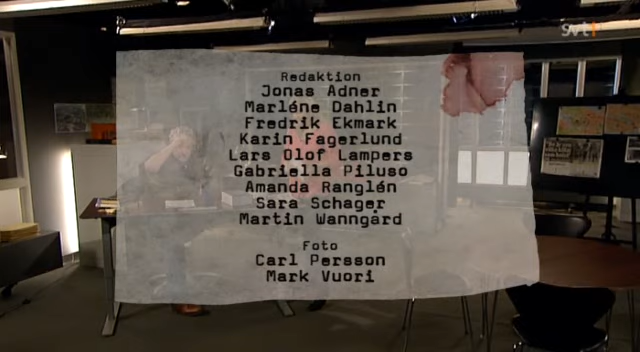 SVT1
Redaktion
Jonas Adner
Marléne Dahlin
Fredrik Ekmark
Karin Fagerlund
Lars Olof Lampers
Gabriella Piluso
Amanda Ranglén
Sara Schager
Martin Wanngård
Foto
Carl Persson
Mark Vuori